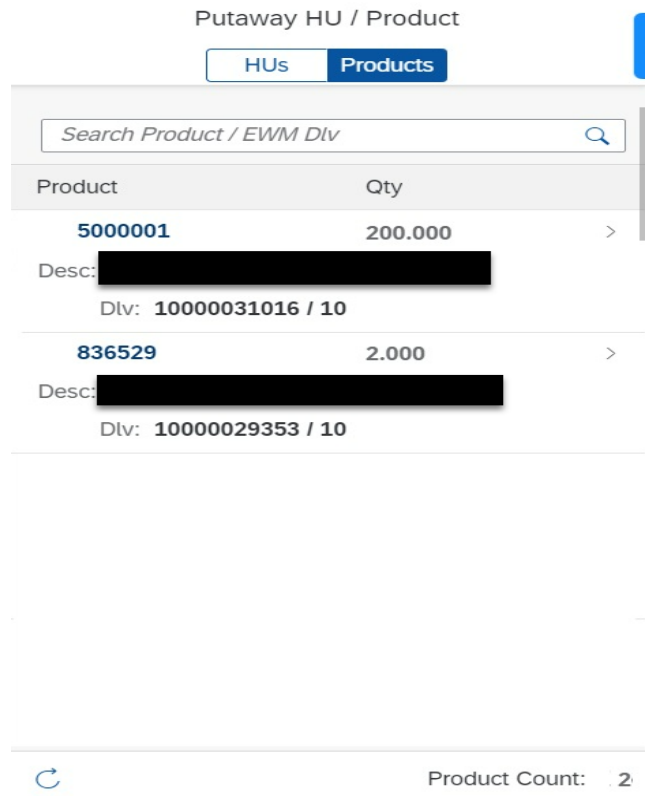 Putaway HU / Product
HUs Products
Search Product / EWM Dlv
Product Qty
5000001 200.000
Desc:
Dlv: 10000031016 / 10
836529 2.000
Desc:
Dlv: 10000029353 / 10
Product Count: 2